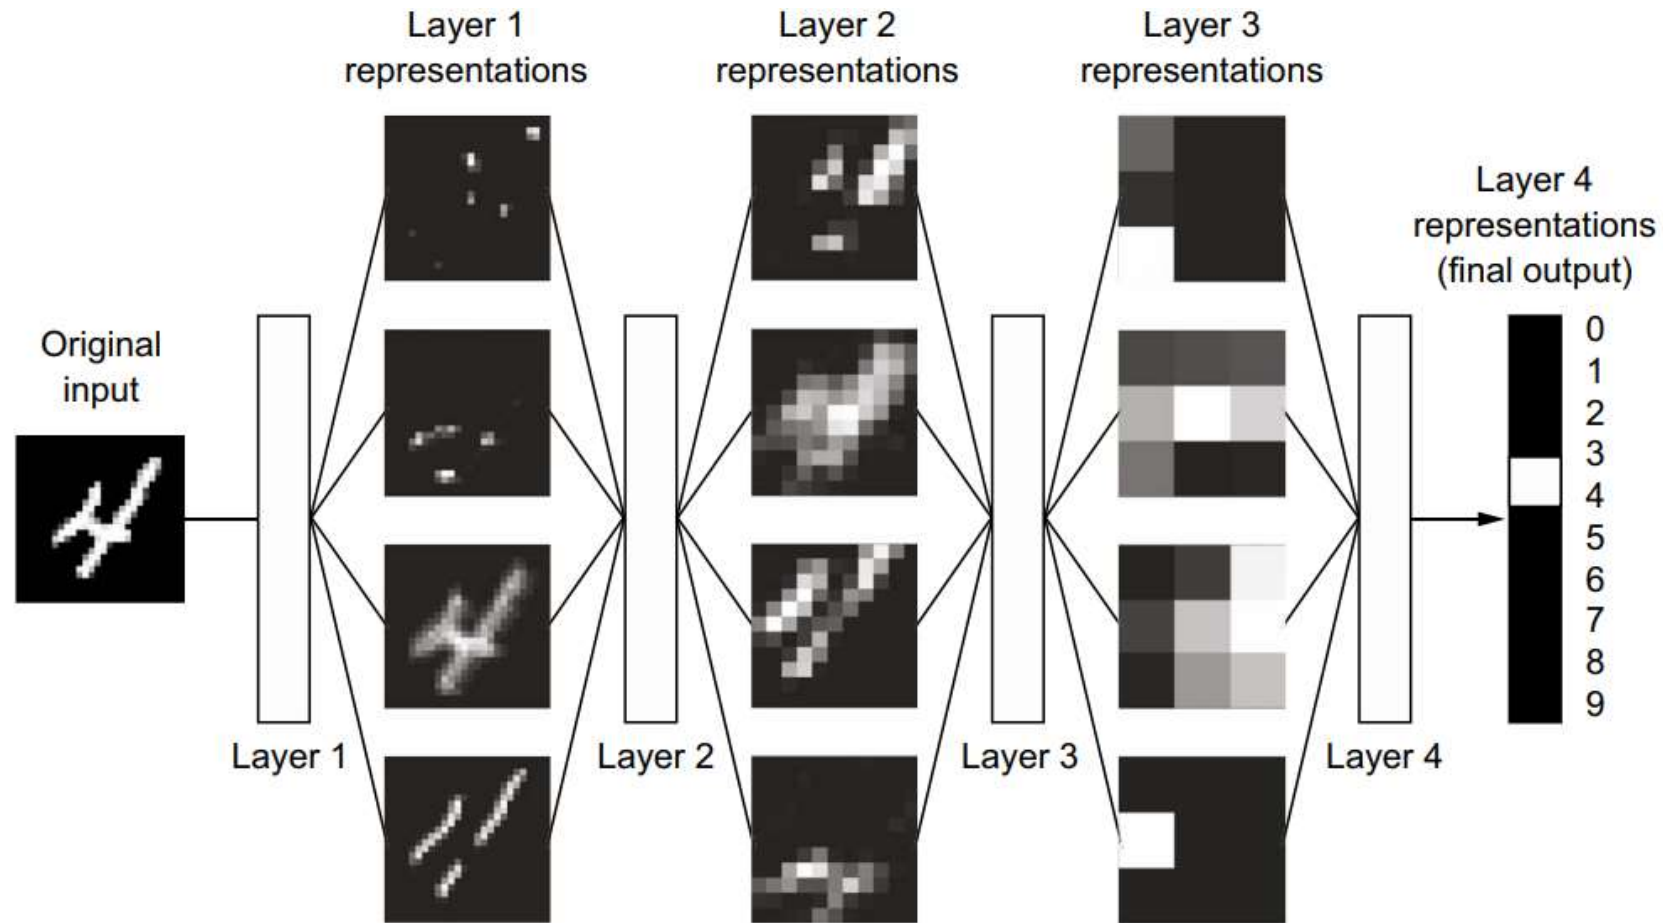 Layer 1
representations
Layer 2
representations
Layer 3
representations
Layer 4
representations
(final output)
Original
input
0
1
2
3
4
5
6
7
8
9
Layer 1
Layer 2
Layer 3
Layer 4